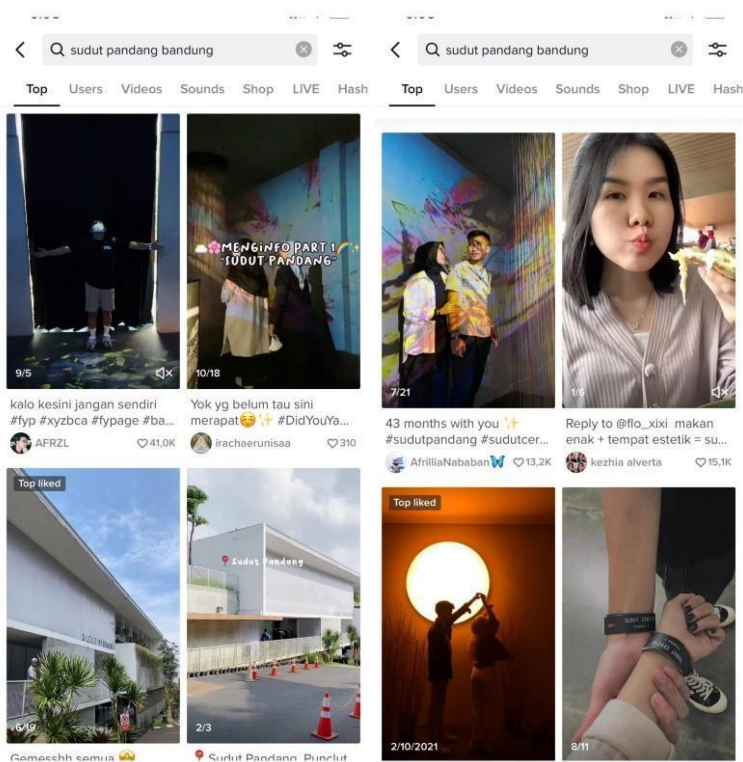 sudut pandang bandung
Top Users Videos Sounds Shop LIVE Hash
MENGINFO PART 1
"SUDUT PANDANG"
9/5
10/18
kalo kesini jangan sendiri
#fyp #xyzbca #fypage #ba...
AFRZL 41,0K
Yok yg belum tau sini
merapat #DidYouYa...
irachaerunisaa 310
Top liked
SUDUT PANDANG
6/19
Sudut Pandang
2/3
Gemesshh semua
Sudut Pandang, Punclut
sudut pandang bandung
Top Users Videos Sounds Shop LIVE Hash
7/21
1/6
43 months with you
#sudutpandang #sudutcer...
AfrilliaNababan 13,2K
Reply to @flo_xixi makan
enak + tempat estetik = su...
kezhia alverta 15,1K
Top liked
2/10/2021
8/11